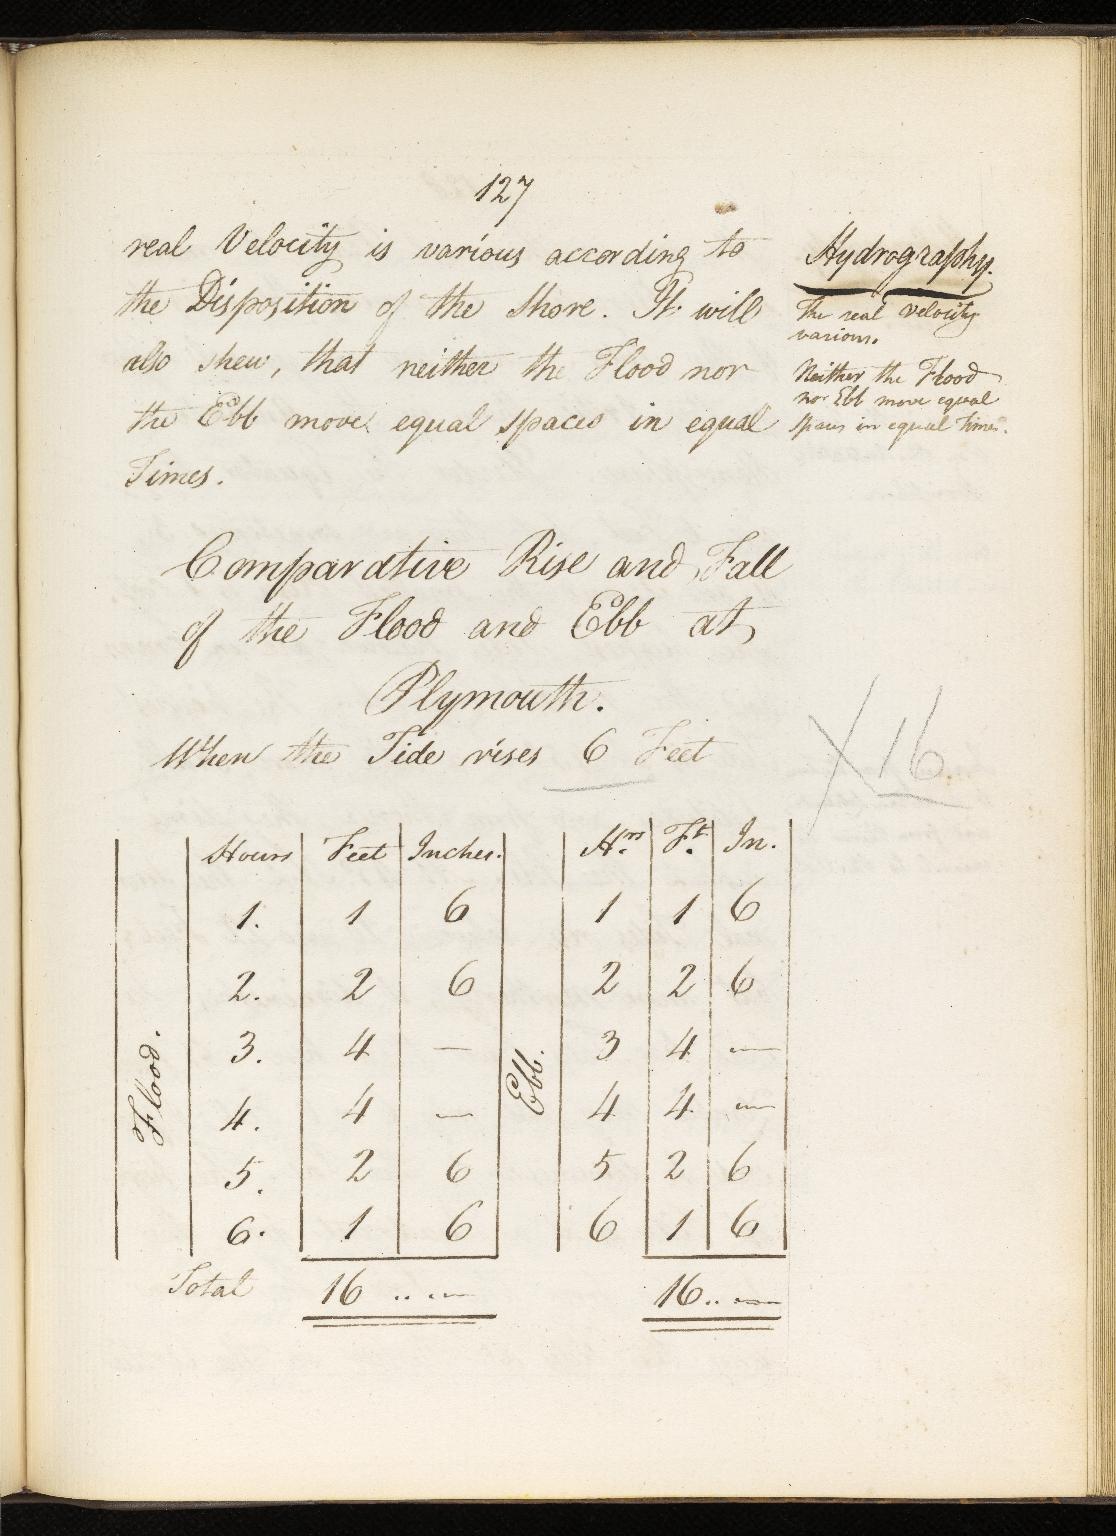 127
real Velocity is various according to
the Disposition of the Shore. It will
also shew, that neither the Flood nor
the Ebb move equal spaces in equal
Times.
Hydrography.
The real velocity
various.
Neither the Flood
nor Ebb move equal
spaces in equal Times.
Comparative Rise and Fall
of the Flood and Ebb at
Plymouth.
When the Tide rises 6 Feet
X 16
Hours Feet Inches. Hrs. Ft. In.
1. 1 6 1 1 6
2. 2 6 2 2 6
3. 4 — 3 4 —
4. 4 — 4 4 —
5. 2 6 5 2 6
6. 1 6 6 1 6
Flood.
Ebb.
Total 16 .. — 16 .. —